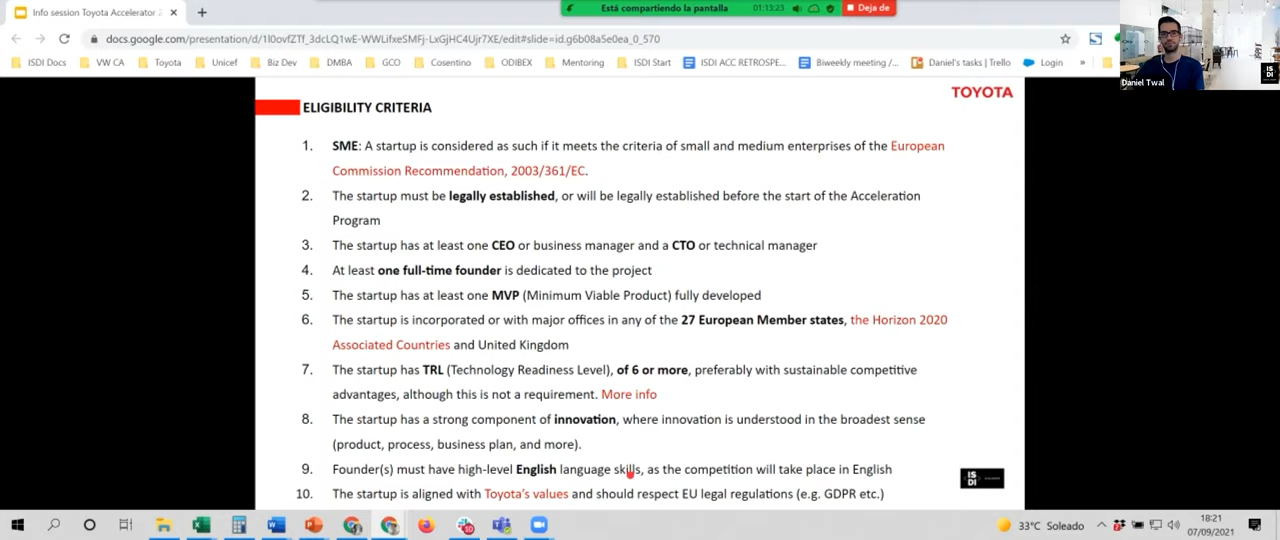 Info session Toyota Accelerator 2
Está compartiendo la pantalla
01:13:23
Deja de
docs.google.com/presentation/d/1l0ovfZTf_3dcLQ1wE-WWLifxeSMFj-LxGjHC4Ujr7XE/edit#slide=id.g6b08a5e0ea_0_570
ISDI Docs VW CA Toyota Unicef Biz Dev DMBA GCO Cosentino ODIBEX Mentoring ISDI Start ISDI ACC RETROSPE... Biweekly meeting /... Daniel's tasks | Trello Login »
Daniel Twal
IS
DI
TOYOTA
ELIGIBILITY CRITERIA
1. SME: A startup is considered as such if it meets the criteria of small and medium enterprises of the European
Commission Recommendation, 2003/361/EC.
2. The startup must be legally established, or will be legally established before the start of the Acceleration
Program
3. The startup has at least one CEO or business manager and a CTO or technical manager
4. At least one full-time founder is dedicated to the project
5. The startup has at least one MVP (Minimum Viable Product) fully developed
6. The startup is incorporated or with major offices in any of the 27 European Member states, the Horizon 2020
Associated Countries and United Kingdom
7. The startup has TRL (Technology Readiness Level), of 6 or more, preferably with sustainable competitive
advantages, although this is not a requirement. More info
8. The startup has a strong component of innovation, where innovation is understood in the broadest sense
(product, process, business plan, and more).
9. Founder(s) must have high-level English language skills, as the competition will take place in English
10. The startup is aligned with Toyota's values and should respect EU legal regulations (e.g. GDPR etc.)
IS
DI
33°C Soleado
18:21
07/09/2021